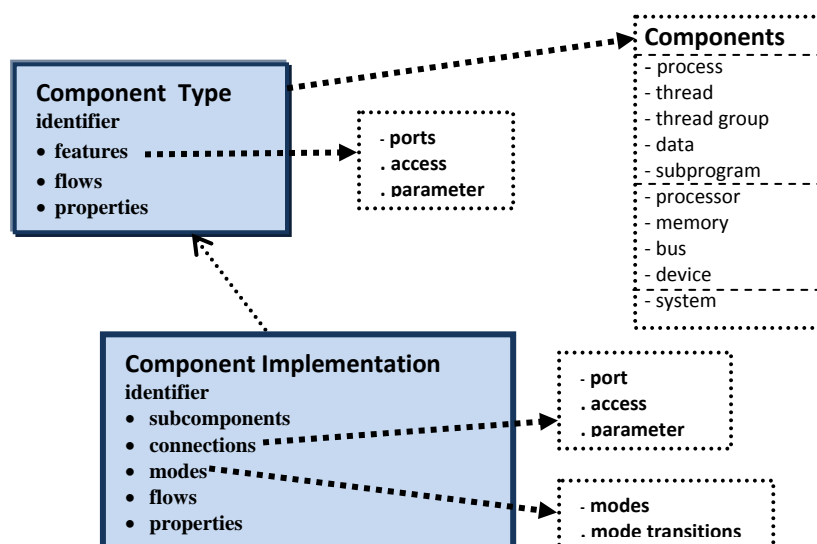 Components
- process
- thread
- thread group
- data
- subprogram
- processor
- memory
- bus
- device
- system
Component Type
identifier
• features
• flows
• properties
- ports
. access
. parameter
Component Implementation
identifier
• subcomponents
• connections
• modes
• flows
• properties
- port
. access
. parameter
- modes
. mode transitions